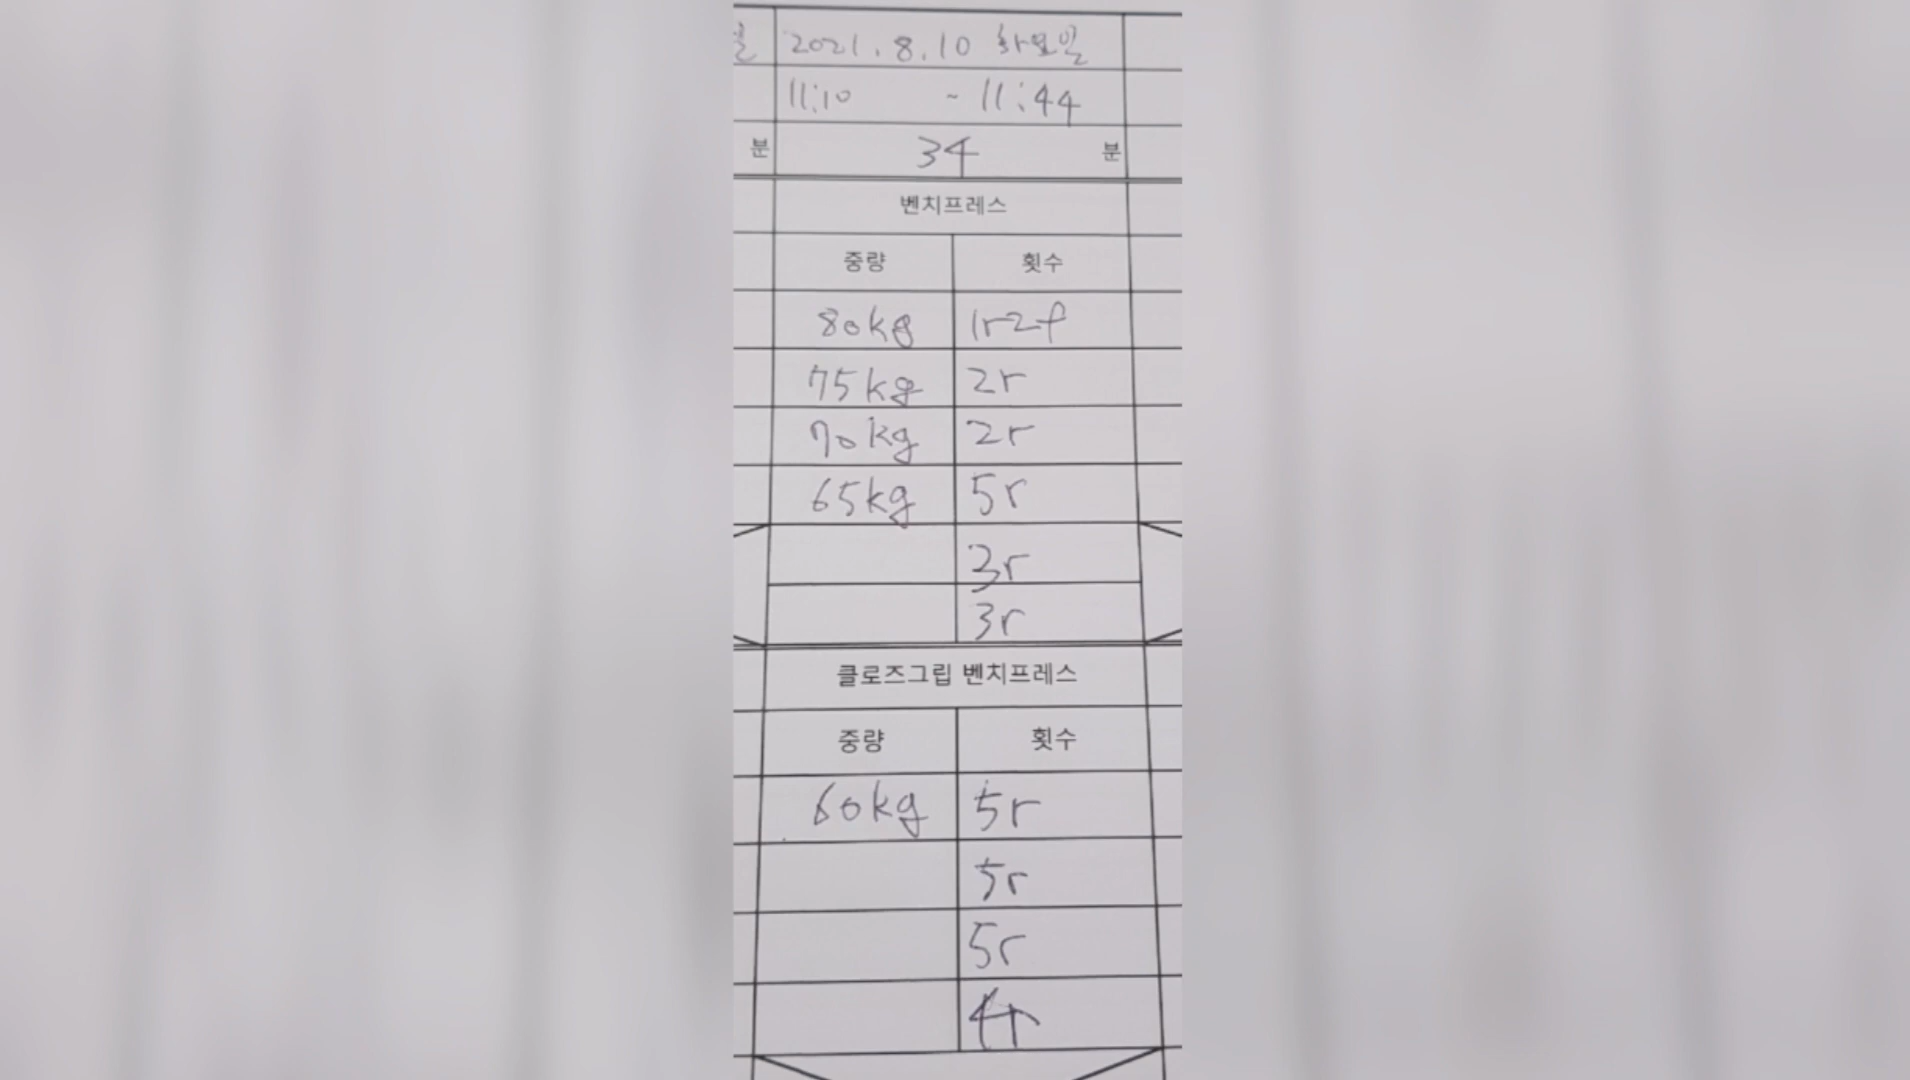 일 2021.8.10 화요일
11:10 ~ 11:44
분 34 분
벤치프레스
중량 횟수
80kg 1r2f
75kg 2r
70kg 2r
65kg 5r
3r
3r
클로즈그립 벤치프레스
중량 횟수
60kg 5r
5r
5r
4r